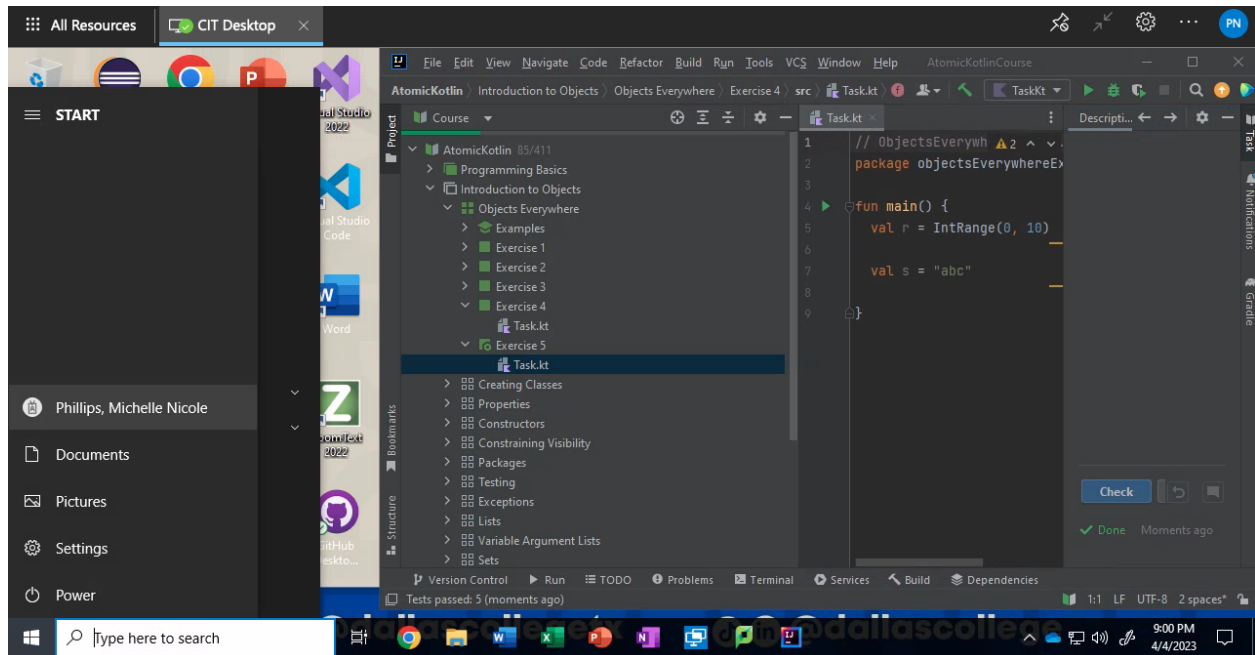 All Resources
CIT Desktop
PN
START
Phillips, Michelle Nicole
Documents
Pictures
Settings
Power
Type here to search
2022
Code
Word
2022
File Edit View Navigate Code Refactor Build Run Tools VCS Window Help AtomicKotlinCourse
AtomicKotlin Introduction to Objects Objects Everywhere Exercise 4 src Task.kt TaskKt
Project
Course
Task.kt
Descripti...
Task
AtomicKotlin 85/411
Programming Basics
Introduction to Objects
Objects Everywhere
Examples
Exercise 1
Exercise 2
Exercise 3
Exercise 4
Task.kt
Exercise 5
Task.kt
Creating Classes
Properties
Constructors
Constraining Visibility
Packages
Testing
Exceptions
Lists
Variable Argument Lists
Sets
1 // ObjectsEverywh 2
2 package objectsEverywhereEx
3
4 fun main() {
5 val r = IntRange(0, 10)
6
7 val s = "abc"
8
9 }
Notifications
Gradle
Bookmarks
Structure
Check
Done Moments ago
Version Control Run TODO Problems Terminal Services Build Dependencies
Tests passed: 5 (moments ago)
1:1 LF UTF-8 2 spaces*
@dallascollege
9:00 PM
4/4/2023